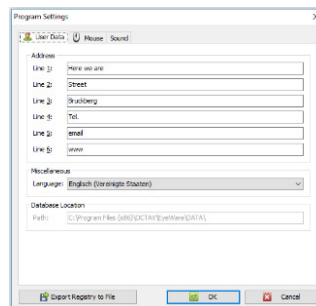 Program Settings
User Data Mouse Sound
Address
Line 1: Here we are
Line 2: Street
Line 3: Bruckberg
Line 4: Tel.
Line 5: email
Line 6: www
Miscellaneous
Language: Englisch (Vereinigte Staaten)
Database Location
Path: C:\Program Files (x86)\OCTAX\EyeWare\DATA\
Export Registry to File OK Cancel